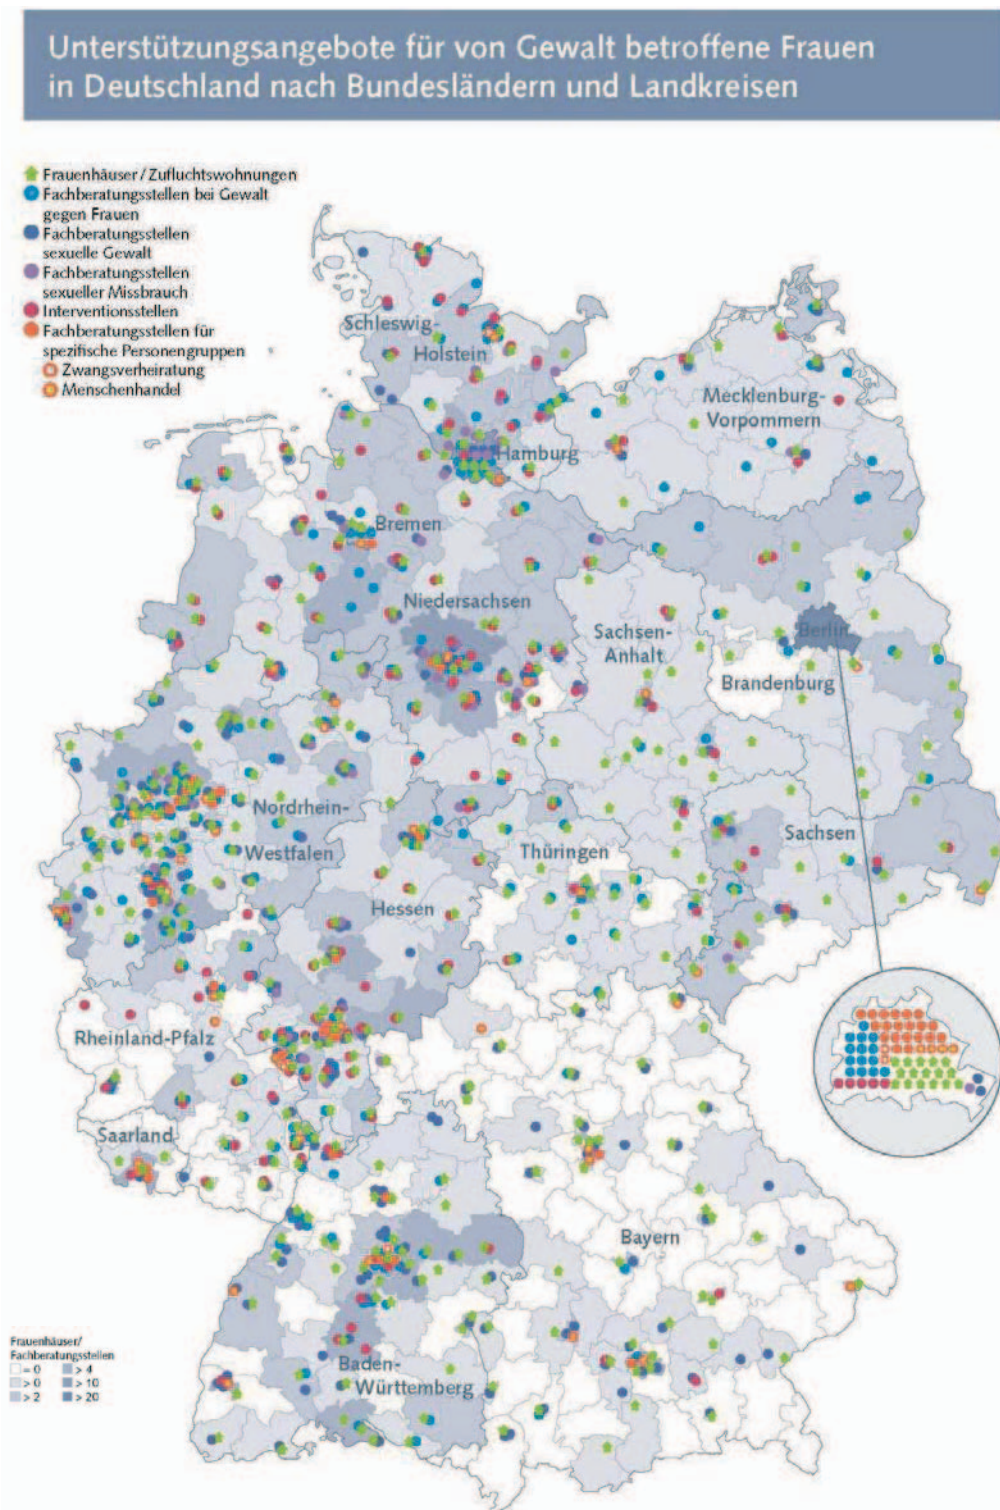 Unterstützungsangebote für von Gewalt betroffene Frauen
in Deutschland nach Bundesländern und Landkreisen
Frauenhäuser / Zufluchtswohnungen
Fachberatungsstellen bei Gewalt
gegen Frauen
Fachberatungsstellen
sexuelle Gewalt
Fachberatungsstellen
sexueller Missbrauch
Interventionsstellen
Fachberatungsstellen für
spezifische Personengruppen
Zwangsverheiratung
Menschenhandel
Schleswig-
Holstein
Mecklenburg-
Vorpommern
Hamburg
Bremen
Niedersachsen
Sachsen-
Anhalt
Berlin
Brandenburg
Nordrhein-
Westfalen
Thüringen
Sachsen
Hessen
Rheinland-Pfalz
Saarland
Bayern
Baden-
Württemberg
Frauenhäuser/
Fachberatungsstellen
= 0 > 4
> 0 > 10
> 2 > 20